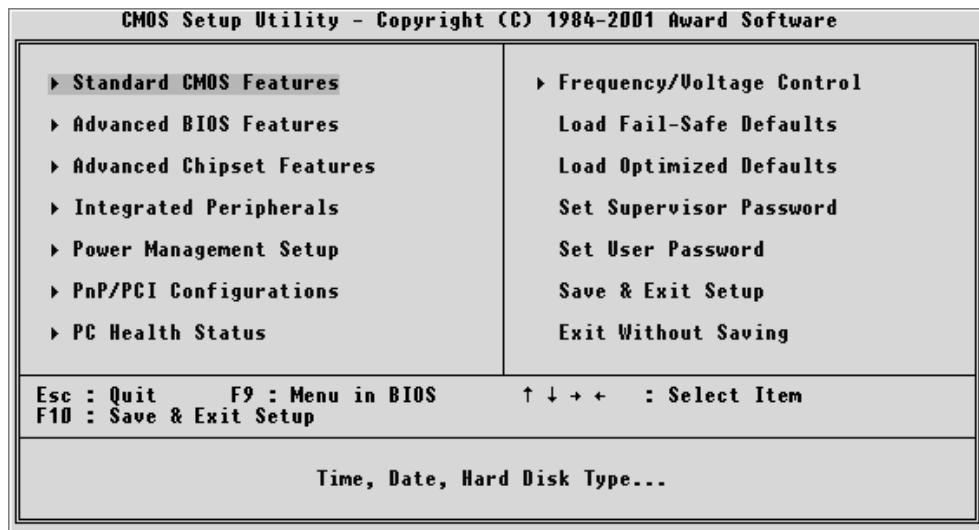 CMOS Setup Utility - Copyright (C) 1984-2001 Award Software
▸ Standard CMOS Features
▸ Advanced BIOS Features
▸ Advanced Chipset Features
▸ Integrated Peripherals
▸ Power Management Setup
▸ PnP/PCI Configurations
▸ PC Health Status
▸ Frequency/Voltage Control
Load Fail-Safe Defaults
Load Optimized Defaults
Set Supervisor Password
Set User Password
Save & Exit Setup
Exit Without Saving
Esc : Quit F9 : Menu in BIOS ↑ ↓ → ← : Select Item
F10 : Save & Exit Setup
Time, Date, Hard Disk Type...